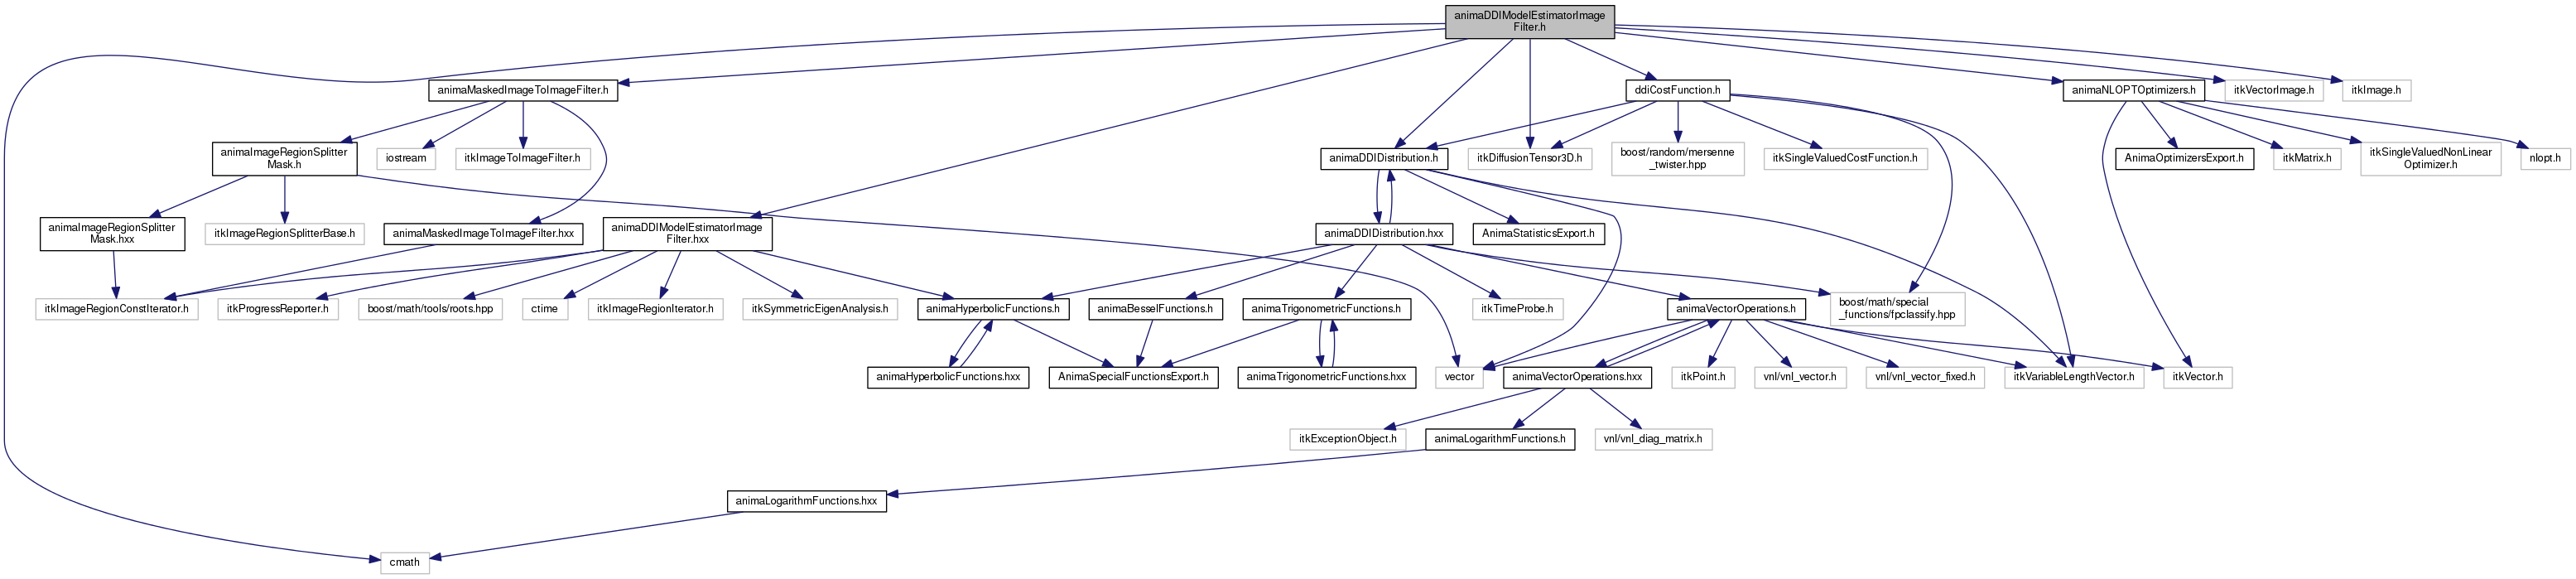 animaDDIModelEstimatorImage
Filter.h
animaMaskedImageToImageFilter.h
ddiCostFunction.h
animaNLOPTOptimizers.h
itkVectorImage.h
itkImage.h
animaImageRegionSplitter
Mask.h
iostream
itkImageToImageFilter.h
animaDDIDistribution.h
itkDiffusionTensor3D.h
boost/random/mersenne
_twister.hpp
itkSingleValuedCostFunction.h
AnimaOptimizersExport.h
itkMatrix.h
itkSingleValuedNonLinear
Optimizer.h
nlopt.h
animaImageRegionSplitter
Mask.hxx
itkImageRegionSplitterBase.h
animaMaskedImageToImageFilter.hxx
animaDDIModelEstimatorImage
Filter.hxx
animaDDIDistribution.hxx
AnimaStatisticsExport.h
itkImageRegionConstIterator.h
itkProgressReporter.h
boost/math/tools/roots.hpp
ctime
itkImageRegionIterator.h
itkSymmetricEigenAnalysis.h
animaHyperbolicFunctions.h
animaBesselFunctions.h
animaTrigonometricFunctions.h
itkTimeProbe.h
animaVectorOperations.h
boost/math/special
_functions/fpclassify.hpp
animaHyperbolicFunctions.hxx
AnimaSpecialFunctionsExport.h
animaTrigonometricFunctions.hxx
vector
animaVectorOperations.hxx
itkPoint.h
vnl/vnl_vector.h
vnl/vnl_vector_fixed.h
itkVariableLengthVector.h
itkVector.h
itkExceptionObject.h
animaLogarithmFunctions.h
vnl/vnl_diag_matrix.h
animaLogarithmFunctions.hxx
cmath